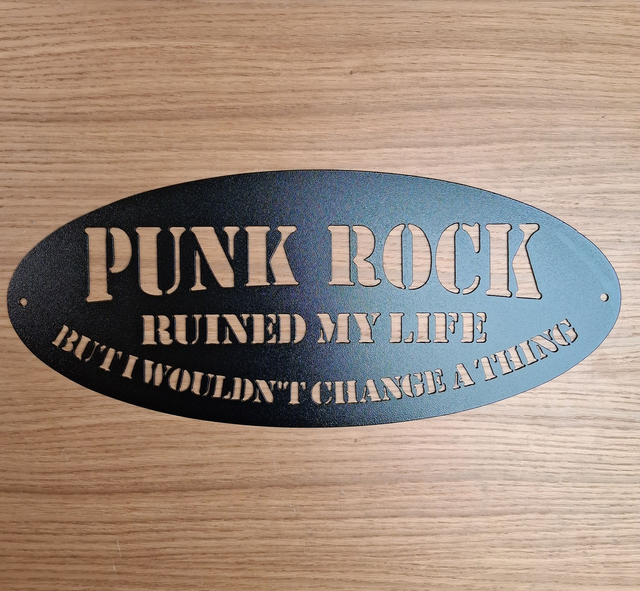 PUNK ROCK
RUINED MY LIFE
BUT I WOULDN'T CHANGE A THING